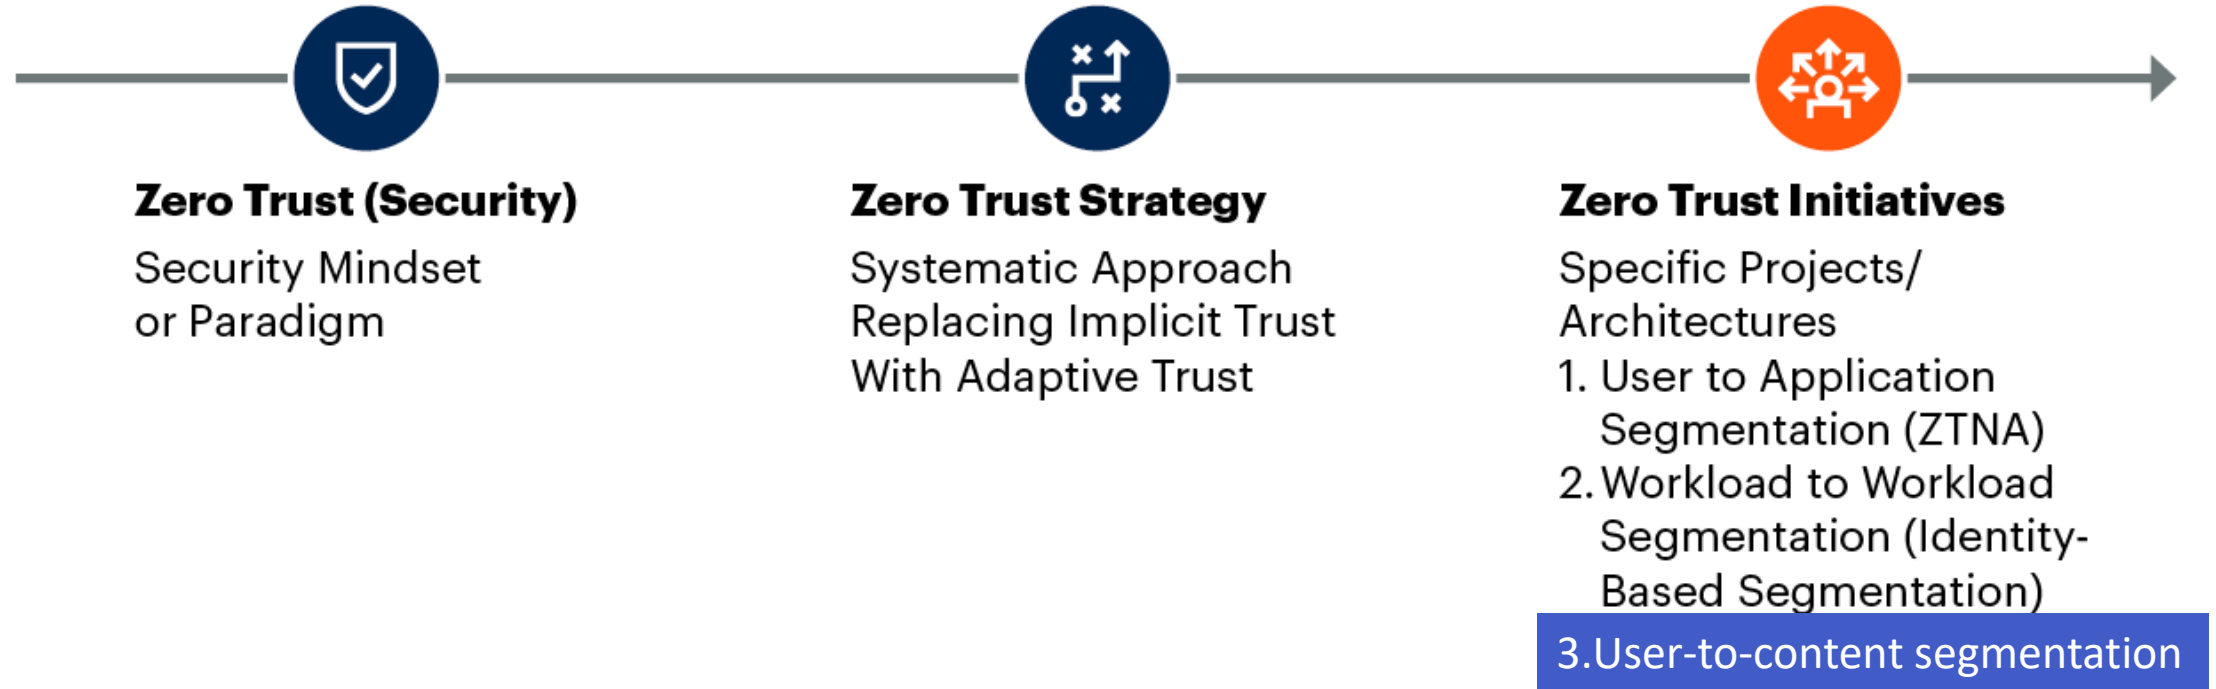 Zero Trust (Security)
Security Mindset
or Paradigm
Zero Trust Strategy
Systematic Approach
Replacing Implicit Trust
With Adaptive Trust
Zero Trust Initiatives
Specific Projects/
Architectures
1. User to Application
Segmentation (ZTNA)
2. Workload to Workload
Segmentation (Identity-
Based Segmentation)
3.User-to-content segmentation